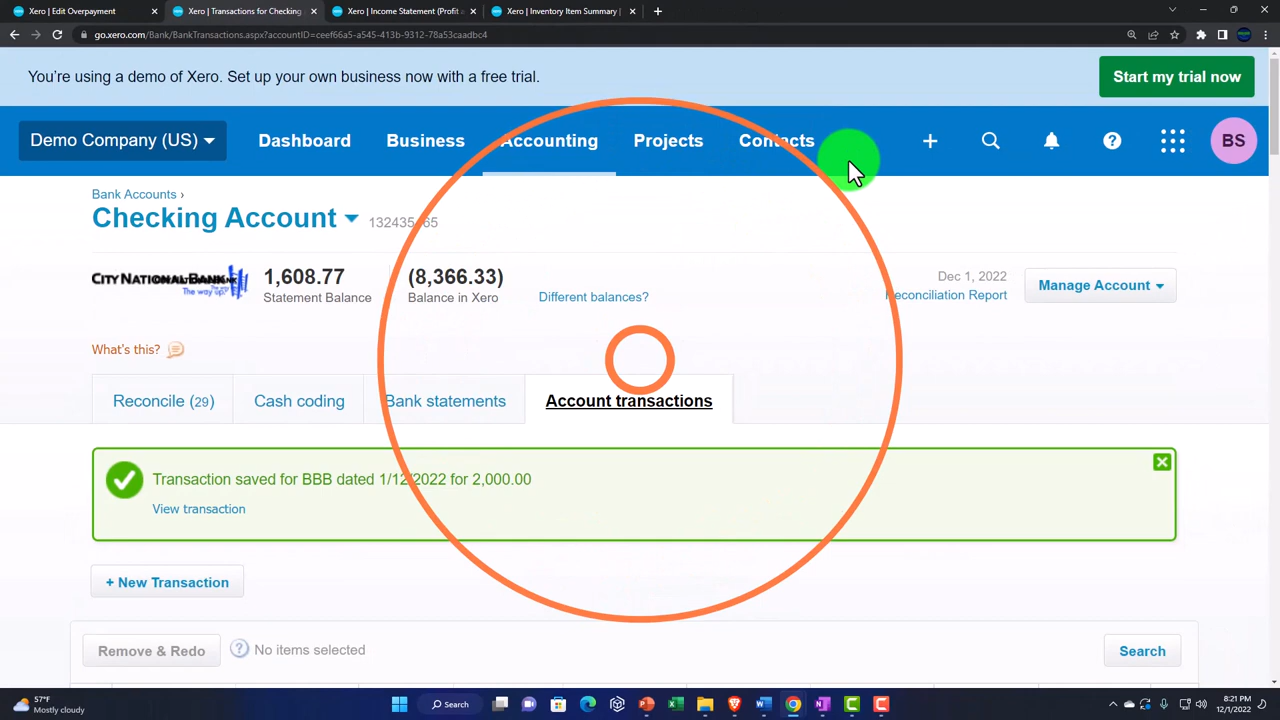 Xero | Edit Overpayment
Xero | Transactions for Checking
Xero | Income Statement (Profit a
Xero | Inventory Item Summary |
go.xero.com/Bank/BankTransactions.aspx?accountID=ceef66a5-a545-413b-9312-78a53caadbc4
You're using a demo of Xero. Set up your own business now with a free trial.
Start my trial now
Demo Company (US)
Dashboard
Business
Accounting
Projects
Contacts
BS
Bank Accounts ›
Checking Account
CITY NATIONAL BANK
The way up.
1,608.77
Statement Balance
(8,366.33)
Balance in Xero
Different balances?
Dec 1, 2022
Reconciliation Report
Manage Account
What's this?
Reconcile (29)
Cash coding
Bank statements
Account transactions
Transaction saved for BBB dated 1/12/2022 for 2,000.00
View transaction
+ New Transaction
Remove & Redo
? No items selected
Search
57°F
Mostly cloudy
Search
8:21 PM
12/1/2022